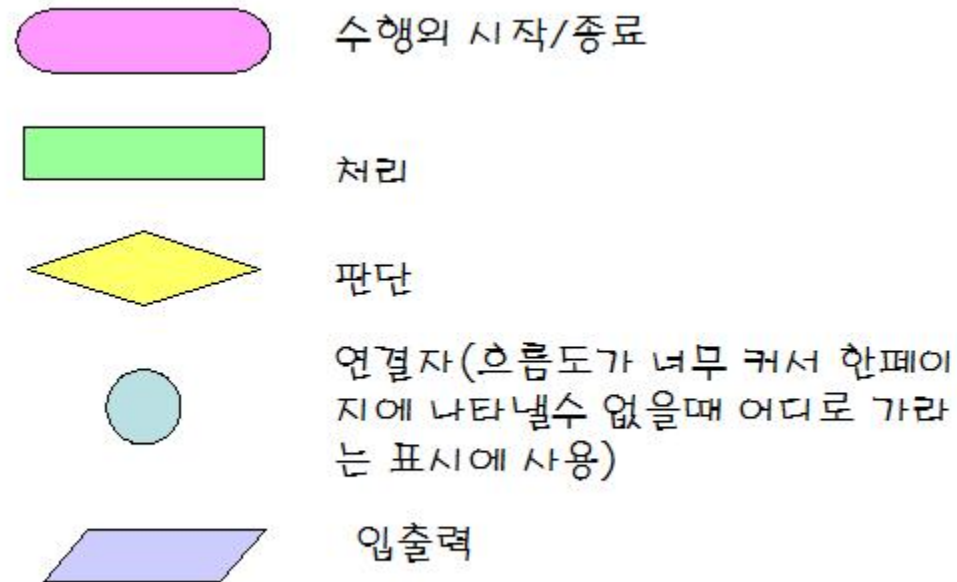 수행의 시작/종료
처리
판단
연결자(흐름도가 너무 커서 한페이
지에 나타낼수 없을때 어디로 가라
는 표시에 사용)
입출력